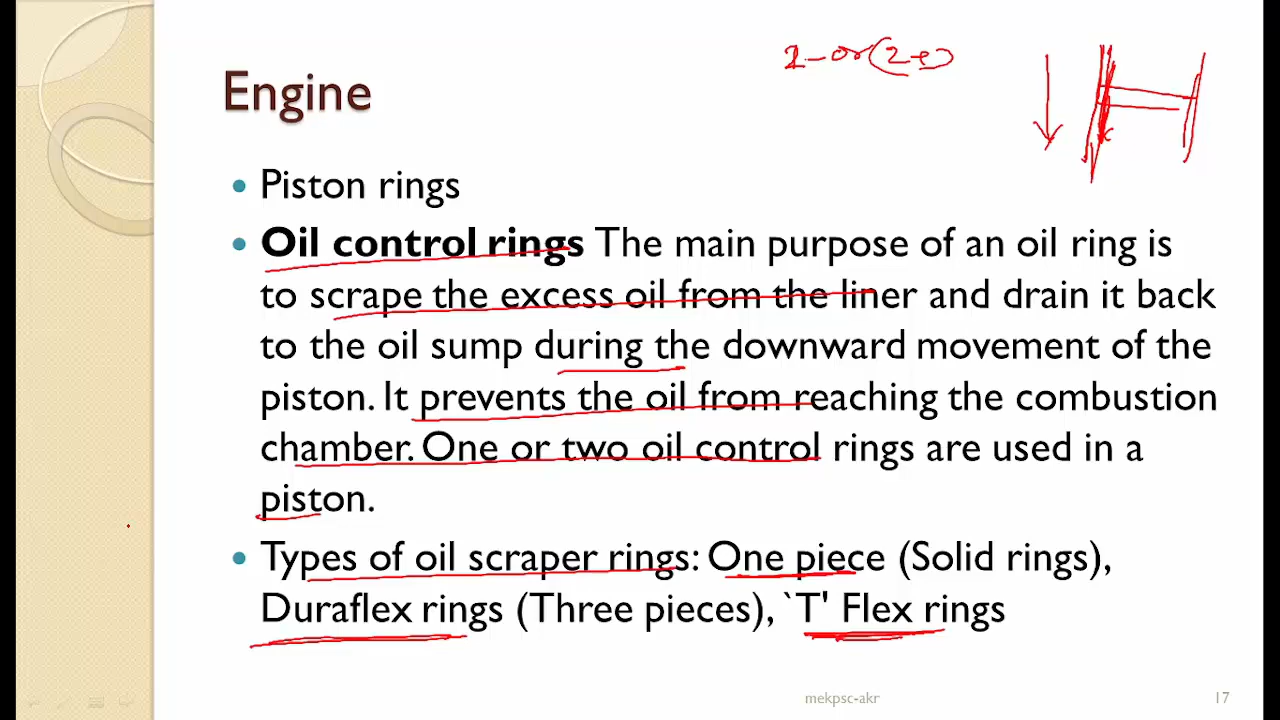 Engine
1-or(2-
• Piston rings
• Oil control rings The main purpose of an oil ring is
to scrape the excess oil from the liner and drain it back
to the oil sump during the downward movement of the
piston. It prevents the oil from reaching the combustion
chamber. One or two oil control rings are used in a
piston.
• Types of oil scraper rings: One piece (Solid rings),
Duraflex rings (Three pieces), `T' Flex rings
mekpsc-akr
17